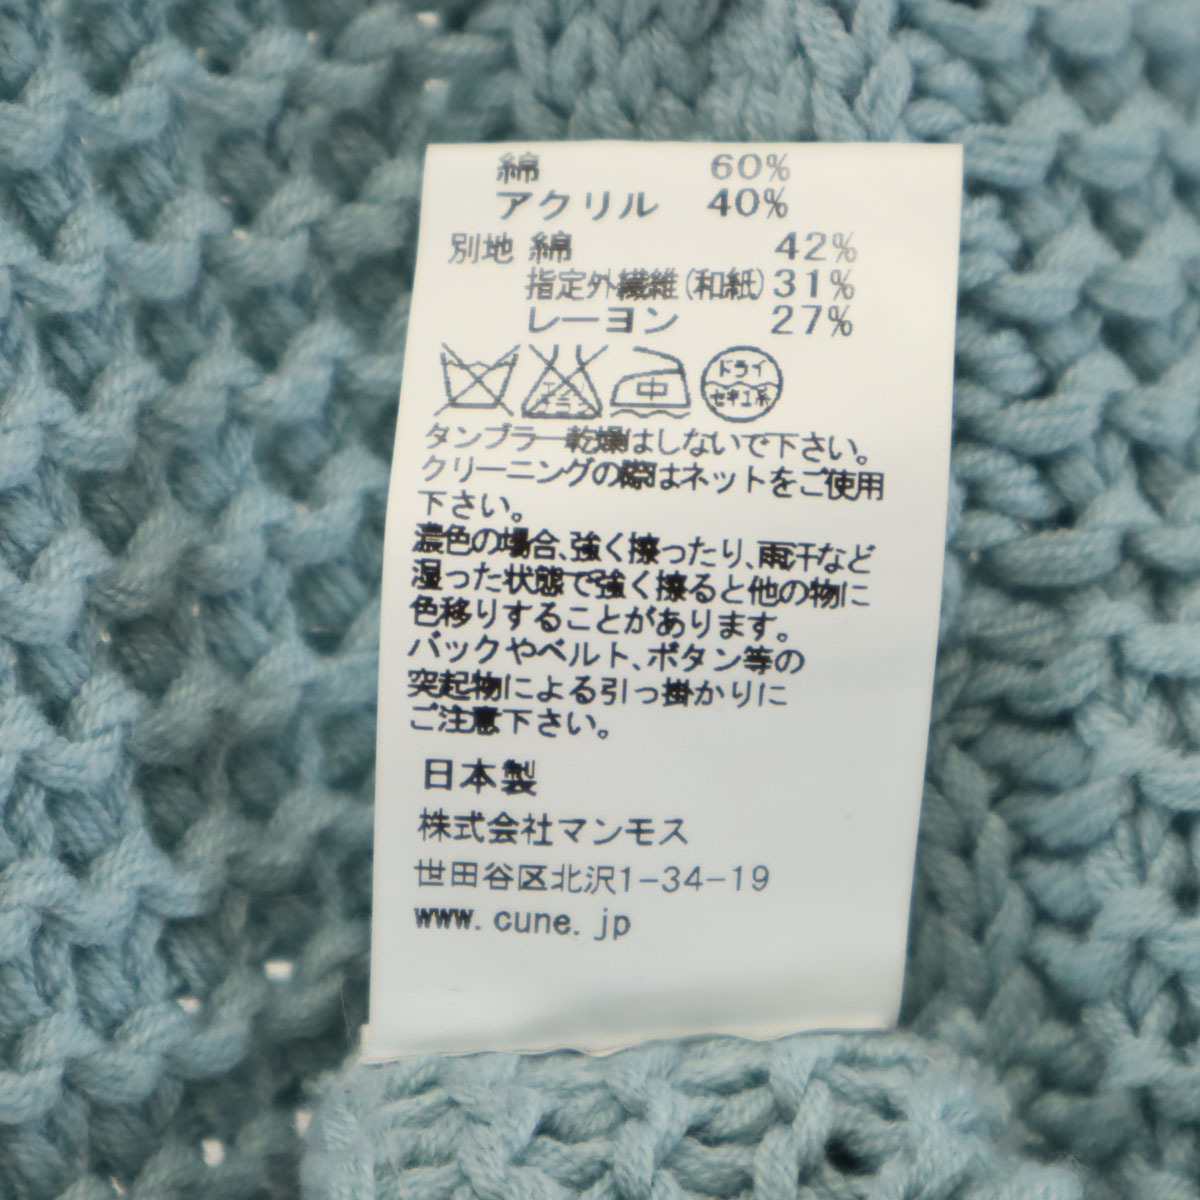 綿 60%
アクリル 40%
別地 綿 42%
指定外繊維(和紙)31%
レーヨン 27%
エンソ サラシ 中 ドライ セキユ系
タンブラー乾燥はしないで下さい。
クリーニングの際はネットをご使用
下さい。
濃色の場合、強く擦ったり、雨汗など
湿った状態で強く擦ると他の物に
色移りすることがあります。
バックやベルト、ボタン等の
突起物による引っ掛かりに
ご注意下さい。
日本製
株式会社マンモス
世田谷区北沢1-34-19
www.cune.jp